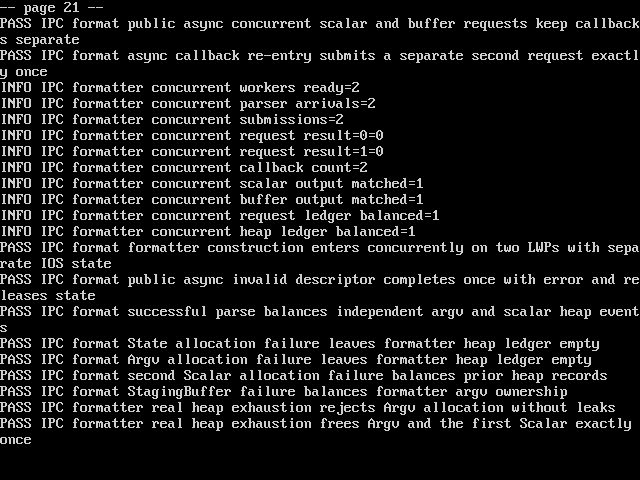 -- page 21 --
PASS IPC format public async concurrent scalar and buffer requests keep callback
s separate
PASS IPC format async callback re-entry submits a separate second request exactl
y once
INFO IPC formatter concurrent workers ready=2
INFO IPC formatter concurrent parser arrivals=2
INFO IPC formatter concurrent submissions=2
INFO IPC formatter concurrent request result=0=0
INFO IPC formatter concurrent request result=1=0
INFO IPC formatter concurrent callback count=2
INFO IPC formatter concurrent scalar output matched=1
INFO IPC formatter concurrent buffer output matched=1
INFO IPC formatter concurrent request ledger balanced=1
INFO IPC formatter concurrent heap ledger balanced=1
PASS IPC format formatter construction enters concurrently on two LWPs with sepa
rate IOS state
PASS IPC format public async invalid descriptor completes once with error and re
leases state
PASS IPC format successful parse balances independent argv and scalar heap event
s
PASS IPC format State allocation failure leaves formatter heap ledger empty
PASS IPC format Argv allocation failure leaves formatter heap ledger empty
PASS IPC format second Scalar allocation failure balances prior heap records
PASS IPC format StagingBuffer failure balances formatter argv ownership
PASS IPC formatter real heap exhaustion rejects Argv allocation without leaks
PASS IPC formatter real heap exhaustion frees Argv and the first Scalar exactly
once